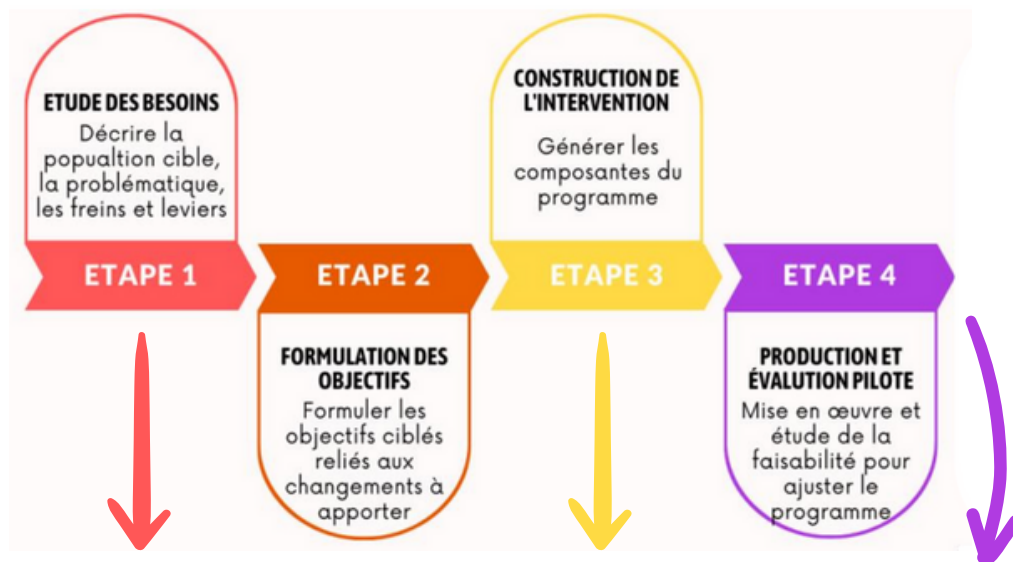 ETUDE DES BESOINS
Décrire la
popualtion cible,
la problématique,
les freins et leviers
ETAPE 1
ETAPE 2
FORMULATION DES
OBJECTIFS
Formuler les
objectifs ciblés
reliés aux
changements à
apporter
CONSTRUCTION DE
L'INTERVENTION
Générer les
composantes du
programme
ETAPE 3
ETAPE 4
PRODUCTION ET
ÉVALUTION PILOTE
Mise en œuvre et
étude de la
faisabilité pour
ajuster le
programme